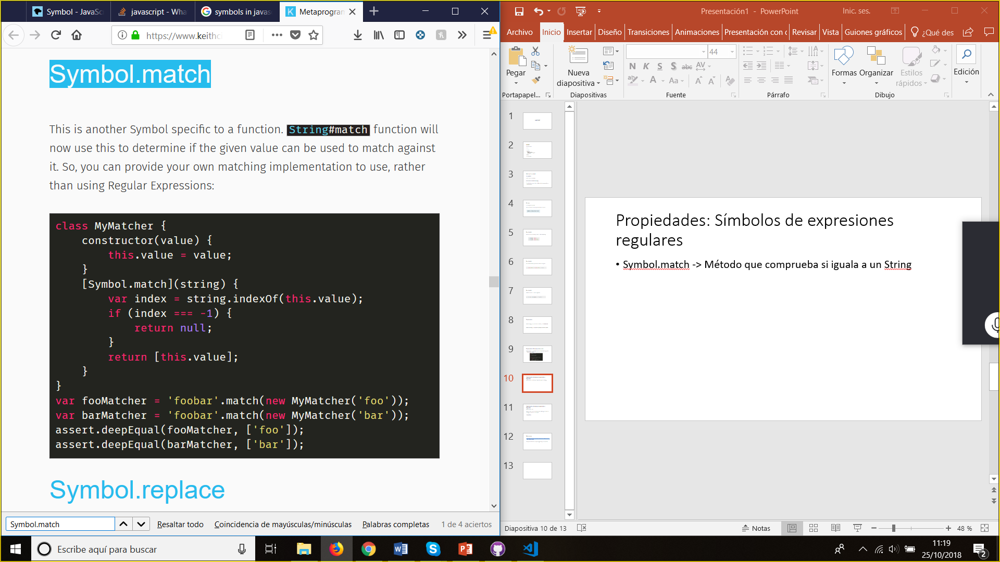 Symbol - JavaSc
javascript - Wha
symbols in javas
Metaprogram
https://www.keithci
Symbol.match
This is another Symbol specific to a function. String#match function will
now use this to determine if the given value can be used to match against
it. So, you can provide your own matching implementation to use, rather
than using Regular Expressions:
class MyMatcher {
constructor(value) {
this.value = value;
}
[Symbol.match](string) {
var index = string.indexOf(this.value);
if (index === -1) {
return null;
}
return [this.value];
}
}
var fooMatcher = 'foobar'.match(new MyMatcher('foo'));
var barMatcher = 'foobar'.match(new MyMatcher('bar'));
assert.deepEqual(fooMatcher, ['foo']);
assert.deepEqual(barMatcher, ['bar']);
Symbol.replace
Symbol.match
Resaltar todo
Coincidencia de mayúsculas/minúsculas
Palabras completas
1 de 4 aciertos
Presentación1 - PowerPoint
Inic. ses.
Archivo
Inicio
Insertar
Diseño
Transiciones
Animaciones
Presentación con
Revisar
Vista
Guiones gráficos
¿Qué des
Pegar
Nueva
diapositiva
44
N K S S abc AV
Aa
Formas
Organizar
Estilos
rápidos
Edición
Portapapel...
Diapositivas
Fuente
Párrafo
Dibujo
1
2
3
4
5
6
7
8
9
10
11
12
13
Propiedades: Símbolos de expresiones
regulares
• Symbol.match -> Método que comprueba si iguala a un String
Diapositiva 10 de 13
Notas
48 %
Escribe aquí para buscar
11:19
25/10/2018
2